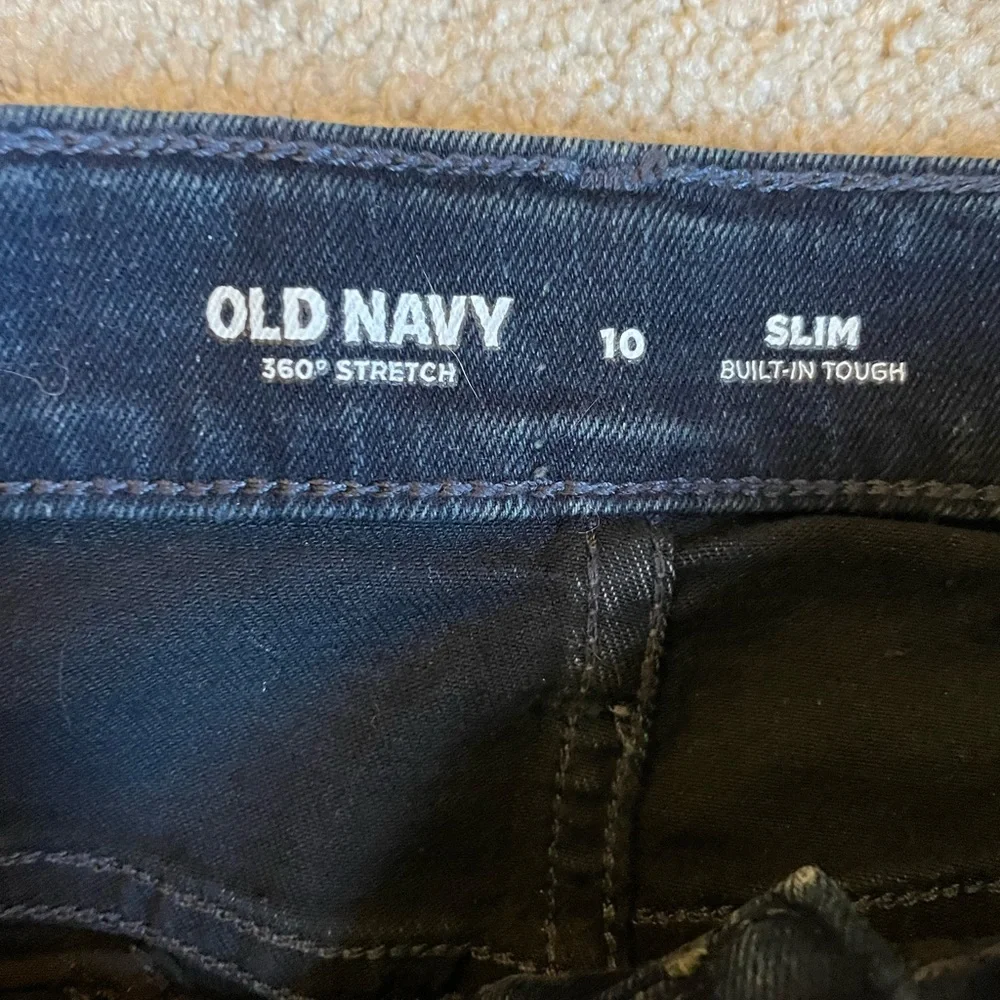 OLD NAVY
360° STRETCH
10
SLIM
BUILT-IN TOUGH